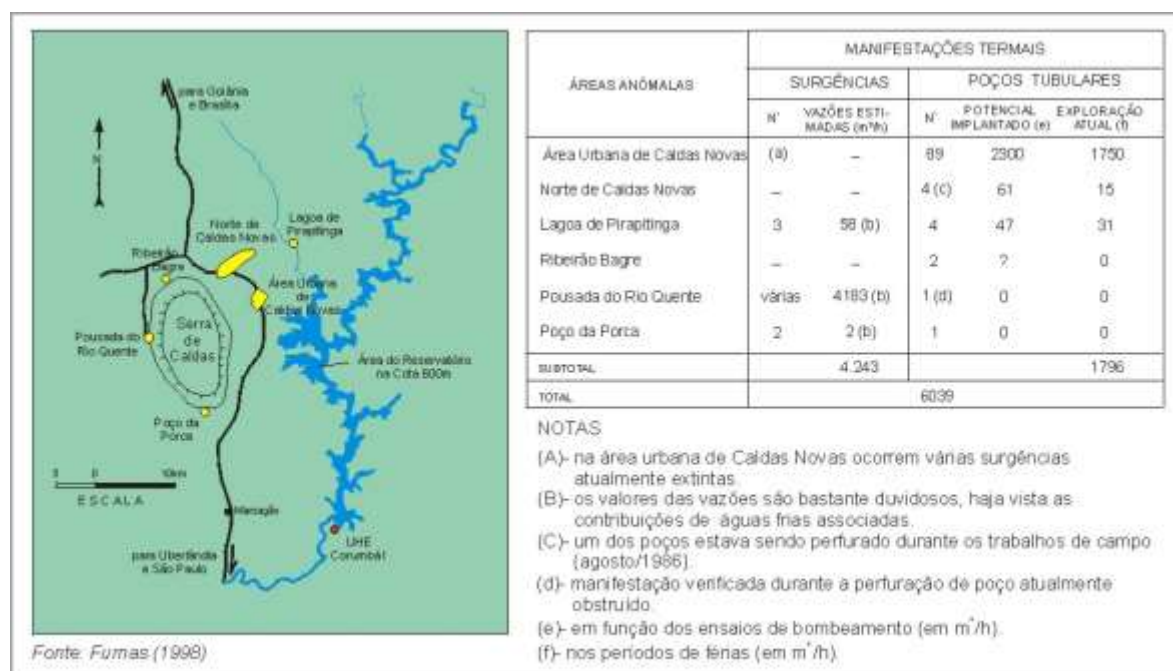 para Goiânia
e Brasília
N
Norte de
Caldas Novas
Lagoa de
Pirapitinga
Ribeirão
Bagre
Área Urbana
de
Caldas Novas
Serra
de
Caldas
Pousada do
Rio Quente
Área do Reservatório
na Cota 600m
Poço da
Porca
0 10km
ESCALA
Marzagão
para Uberlândia
e São Paulo
UHE
Corumbá I
Fonte: Furnas (1998)
ÁREAS ANÔMALAS
MANIFESTAÇÕES TERMAIS
SURGÊNCIAS POÇOS TUBULARES
N° VAZÕES ESTI-MADAS (m³/h) N° POTENCIAL IMPLANTADO (e) EXPLORAÇÃO ATUAL (f)
Área Urbana de Caldas Novas (a) – 89 2300 1750
Norte de Caldas Novas – – 4 (c) 61 15
Lagoa de Pirapitinga 3 58 (b) 4 47 31
Ribeirão Bagre – – 2 ? 0
Pousada do Rio Quente várias 4183 (b) 1 (d) 0 0
Poço da Porca 2 2 (b) 1 0 0
SUBTOTAL 4.243 1796
TOTAL 6039
NOTAS
(A)- na área urbana de Caldas Novas ocorrem várias surgências
atualmente extintas.
(B)- os valores das vazões são bastante duvidosos, haja vista as
contribuições de águas frias associadas.
(C)- um dos poços estava sendo perfurado durante os trabalhos de campo
(agosto/1986).
(d)- manifestação verificada durante a perfuração de poço atualmente
obstruído.
(e)- em função dos ensaios de bombeamento (em m³/h).
(f)- nos períodos de férias (em m³/h).